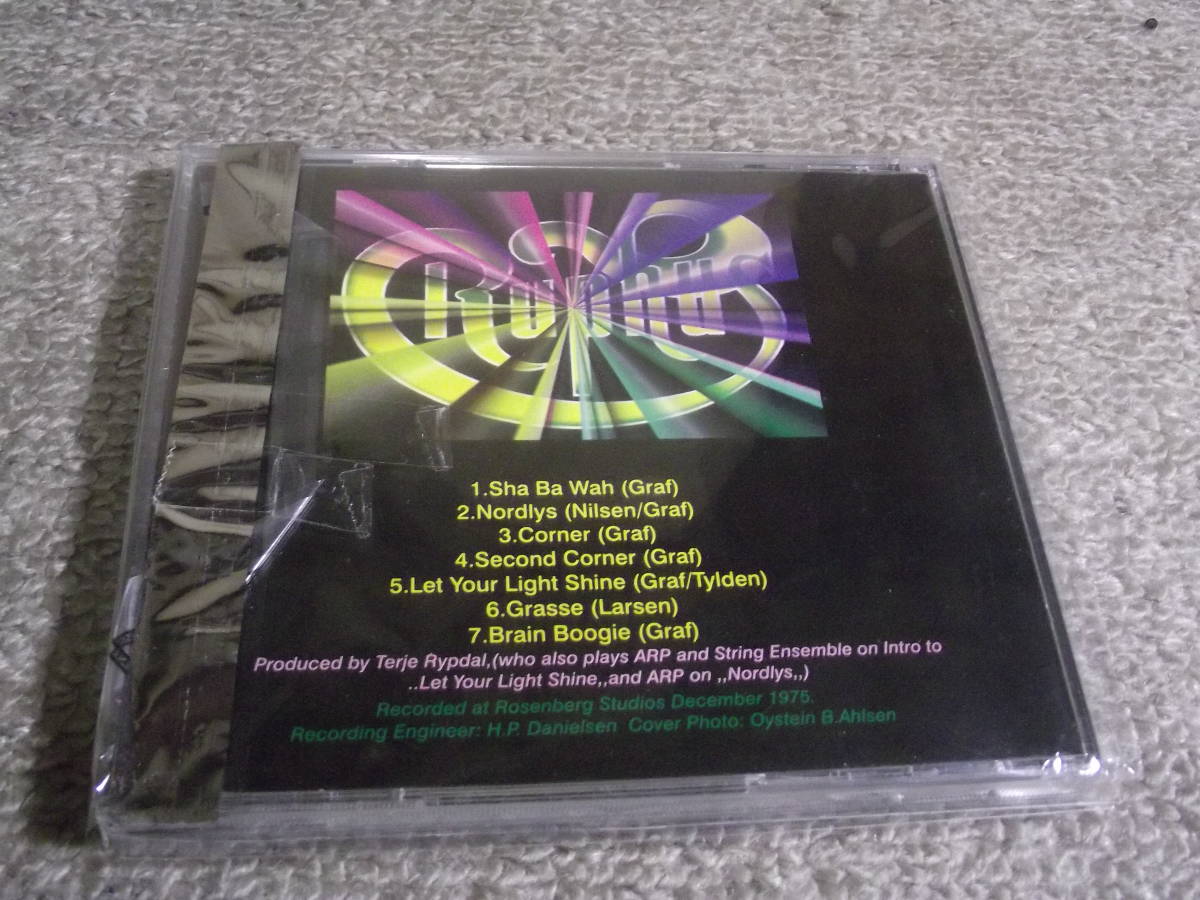 Ruphus
1.Sha Ba Wah (Graf)
2.Nordlys (Nilsen/Graf)
3.Corner (Graf)
4.Second Corner (Graf)
5.Let Your Light Shine (Graf/Tylden)
6.Grasse (Larsen)
7.Brain Boogie (Graf)
Produced by Terje Rypdal,(who also plays ARP and String Ensemble on Intro to
..Let Your Light Shine,,and ARP on ,,Nordlys,,)
Recorded at Rosenberg Studios December 1975.
Recording Engineer: H.P. Danielsen Cover Photo: Oystein B.Ahlsen